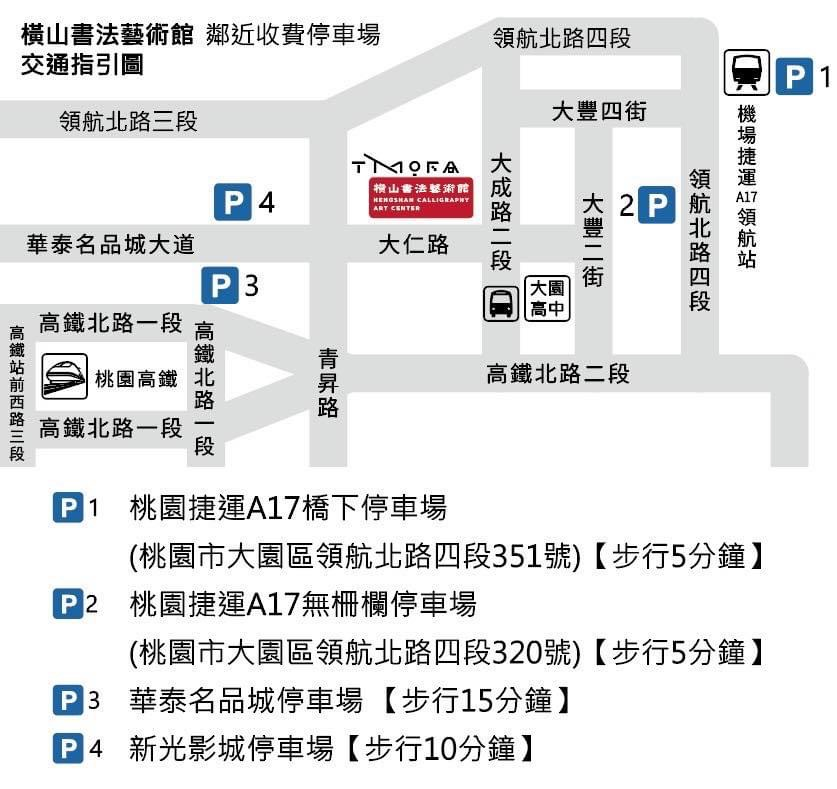 橫山書法藝術館 鄰近收費停車場
交通指引圖
領航北路四段
P 1
大豐四街
領航北路三段
機場捷運A17領航站
TMOFA
橫山書法藝術館
HENGSHAN CALLIGRAPHY
ART CENTER
大成路二段
大豐二街
2 P
領航北路四段
P 4
華泰名品城大道
大仁路
P 3
大園
高中
高鐵北路一段
高鐵站前西路三段
桃園高鐵
高鐵北路一段
青昇路
高鐵北路二段
高鐵北路一段
P 1 桃園捷運A17橋下停車場
(桃園市大園區領航北路四段351號)【步行5分鐘】
P 2 桃園捷運A17無柵欄停車場
(桃園市大園區領航北路四段320號)【步行5分鐘】
P 3 華泰名品城停車場 【步行15分鐘】
P 4 新光影城停車場【步行10分鐘】